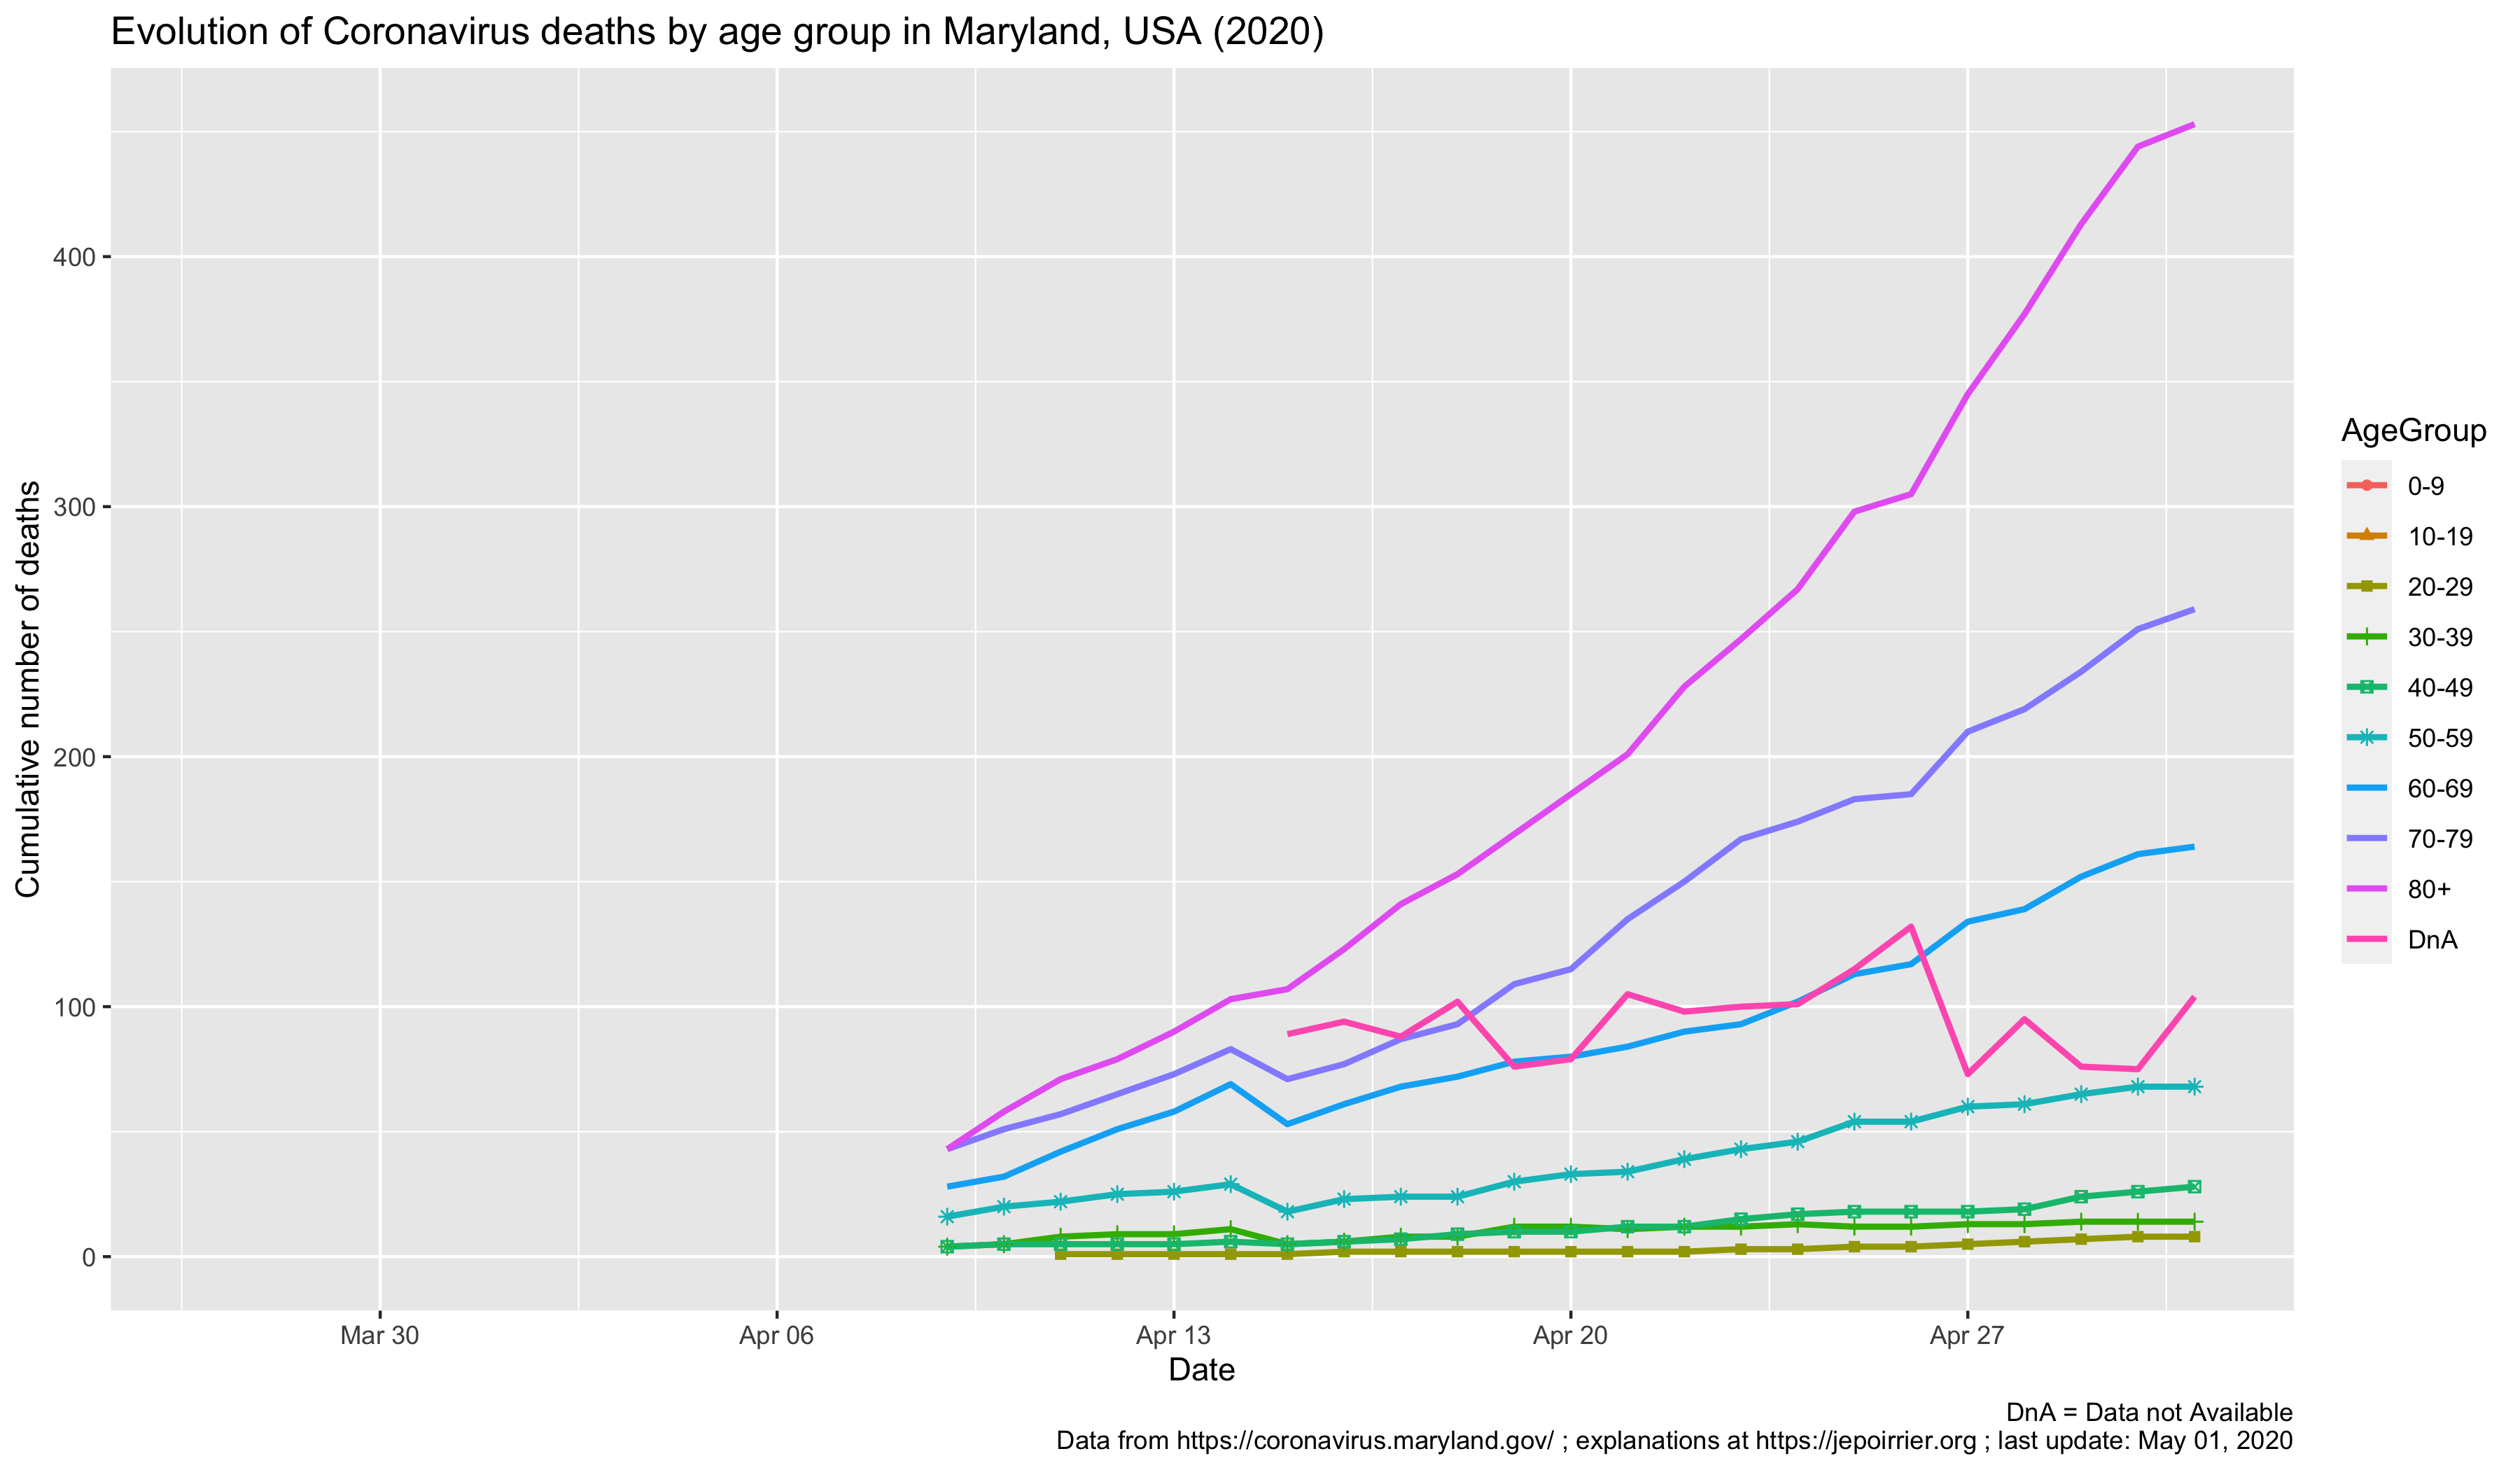 Evolution of Coronavirus deaths by age group in Maryland, USA (2020)
Cumulative number of deaths
400
300
200
100
0
Mar 30
Apr 06
Apr 13
Apr 20
Apr 27
Date
AgeGroup
0-9
10-19
20-29
30-39
40-49
50-59
60-69
70-79
80+
DnA
DnA = Data not Available
Data from https://coronavirus.maryland.gov/ ; explanations at https://jepoirrier.org ; last update: May 01, 2020